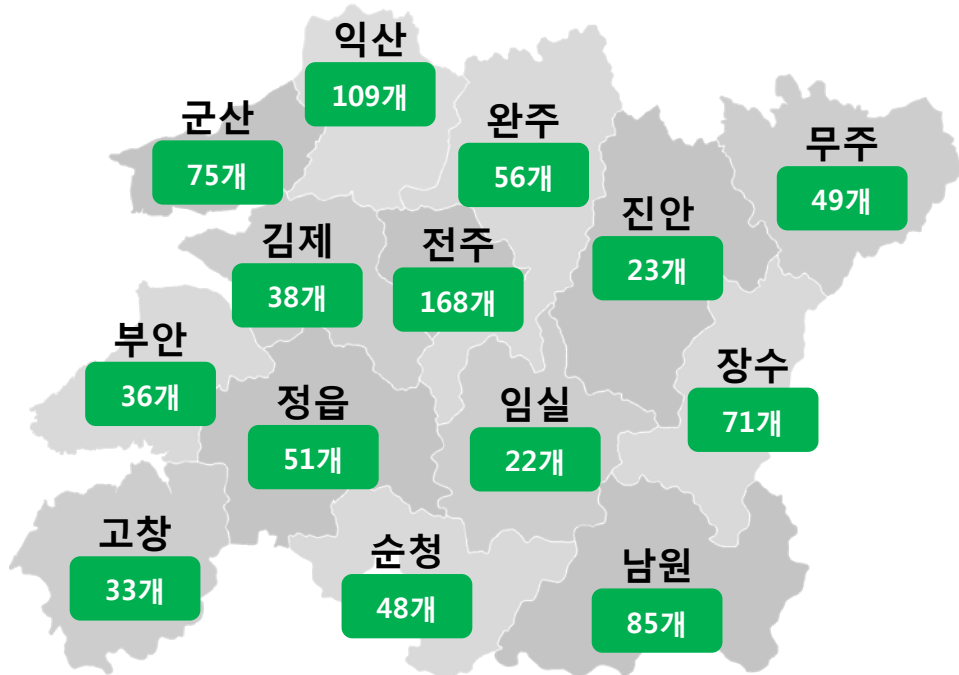 익산
109개
군산
75개
완주
56개
무주
49개
진안
23개
김제
38개
전주
168개
부안
36개
장수
71개
정읍
51개
임실
22개
고창
33개
순청
48개
남원
85개